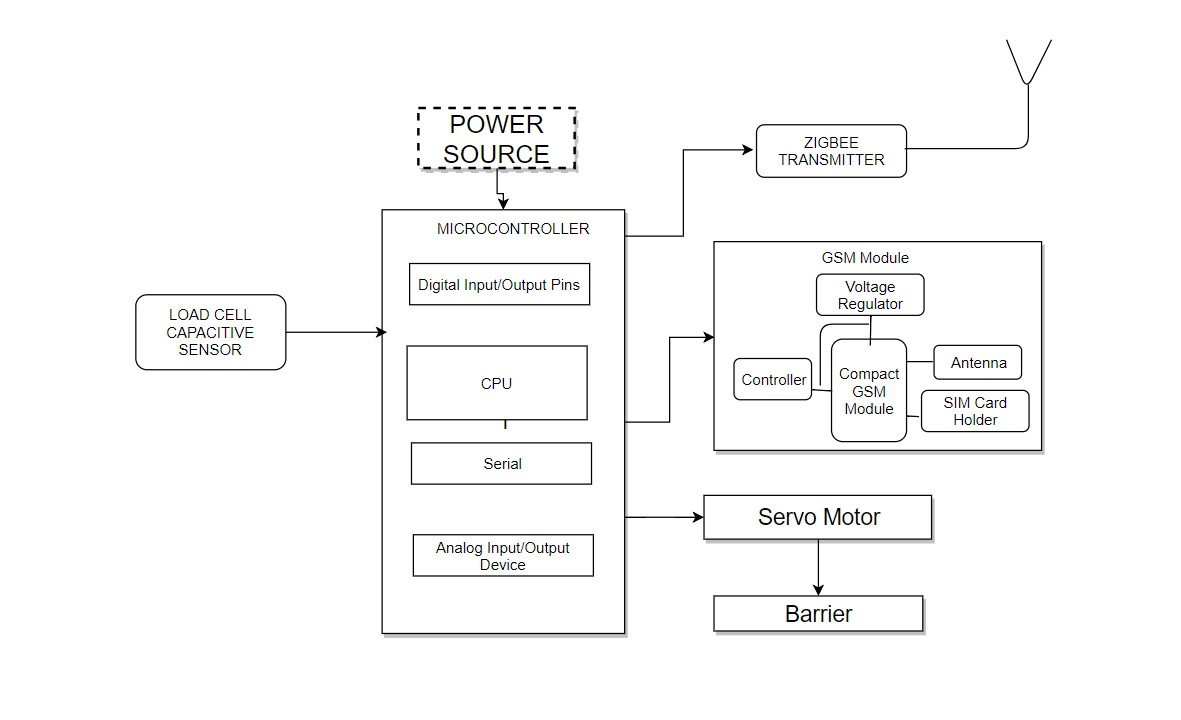 POWER
SOURCE
ZIGBEE
TRANSMITTER
MICROCONTROLLER
Digital Input/Output Pins
LOAD CELL
CAPACITIVE
SENSOR
CPU
Serial
Analog Input/Output
Device
GSM Module
Voltage
Regulator
Controller
Compact
GSM
Module
Antenna
SIM Card
Holder
Servo Motor
Barrier